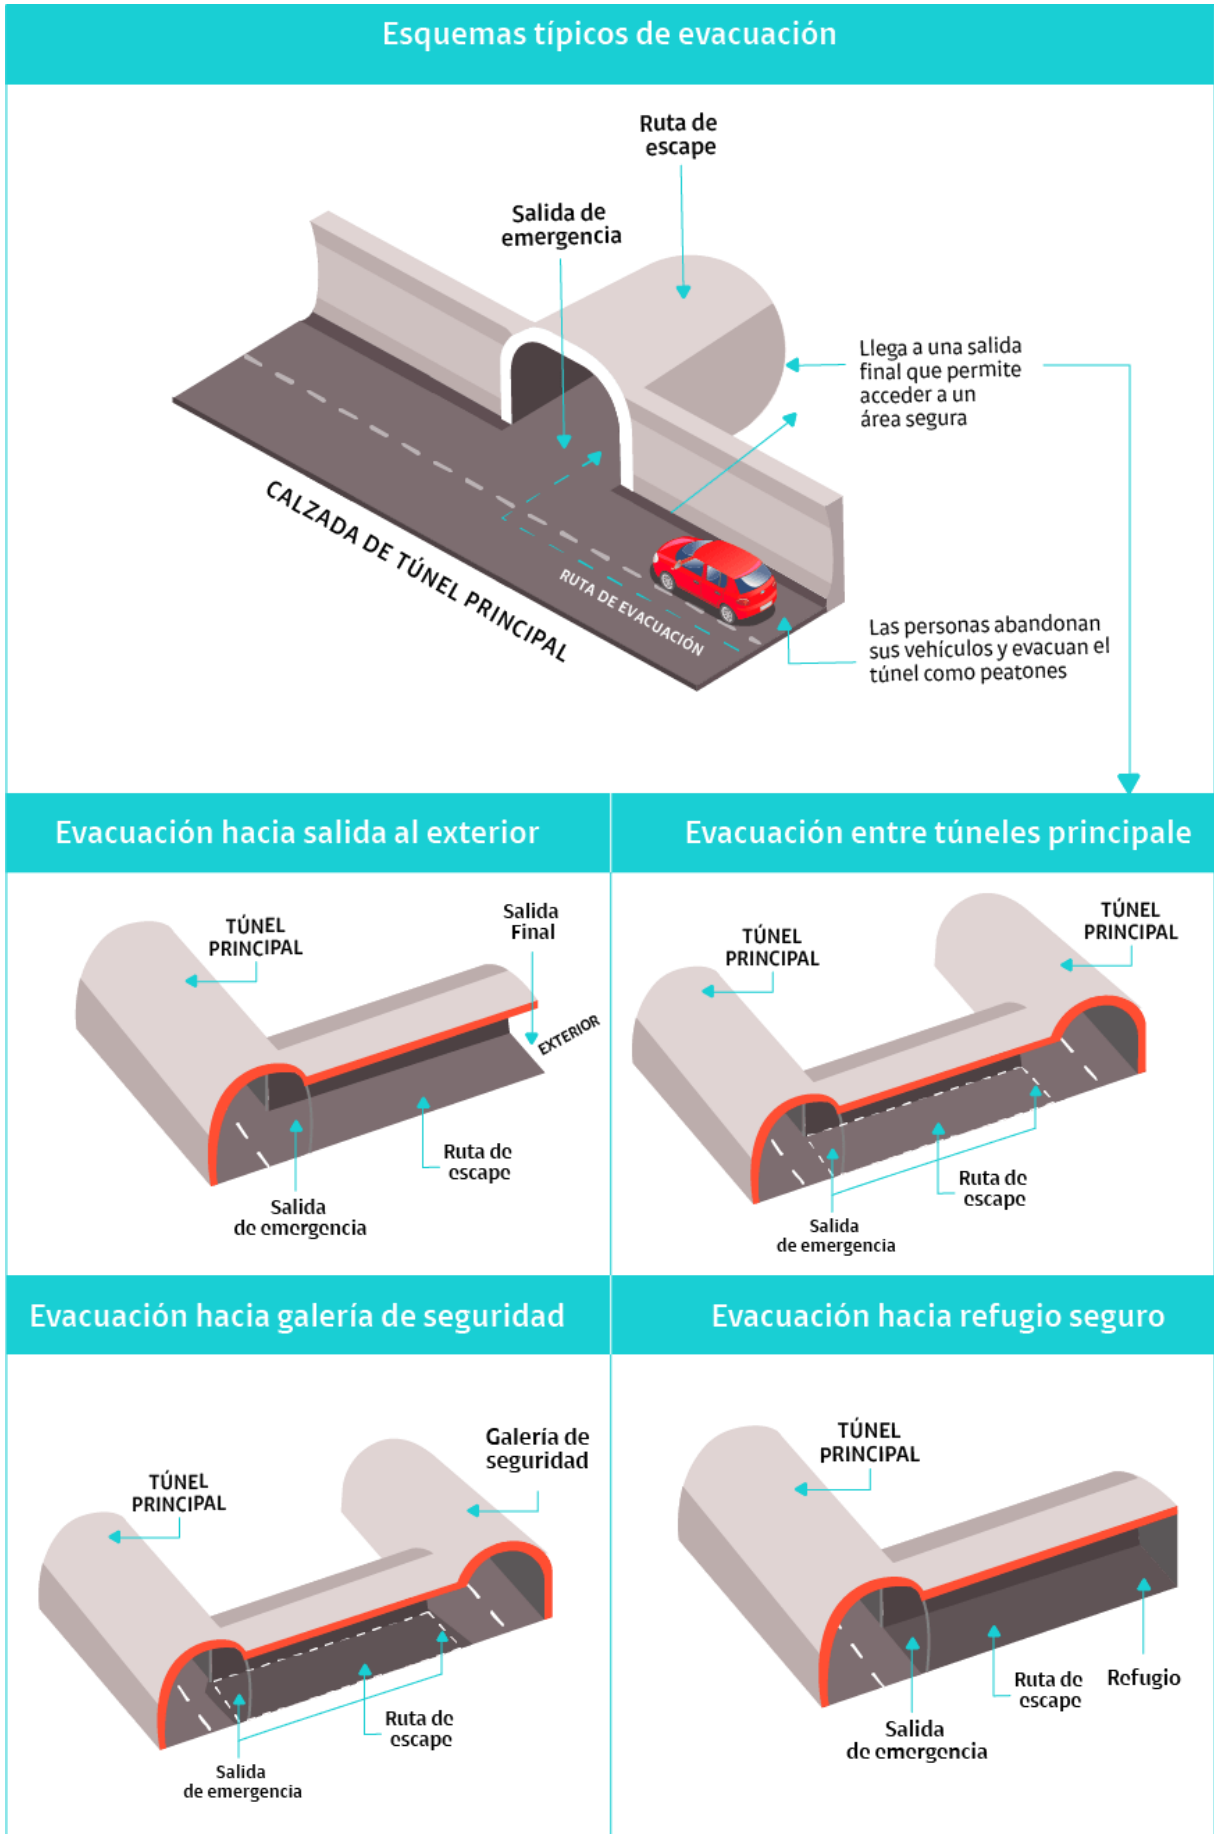 Esquemas típicos de evacuación
Ruta de
escape
Salida de
emergencia
Llega a una salida
final que permite
acceder a un
área segura
CALZADA DE TÚNEL PRINCIPAL
RUTA DE EVACUACIÓN
Las personas abandonan
sus vehículos y evacuan el
túnel como peatones
Evacuación hacia salida al exterior
TÚNEL
PRINCIPAL
Salida
Final
EXTERIOR
Ruta de
escape
Salida
de emergencia
Evacuación entre túneles principale
TÚNEL
PRINCIPAL
TÚNEL
PRINCIPAL
Ruta de
escape
Salida
de emergencia
Evacuación hacia galería de seguridad
TÚNEL
PRINCIPAL
Galería de
seguridad
Ruta de
escape
Salida
de emergencia
Evacuación hacia refugio seguro
TÚNEL
PRINCIPAL
Ruta de
escape
Refugio
Salida
de emergencia